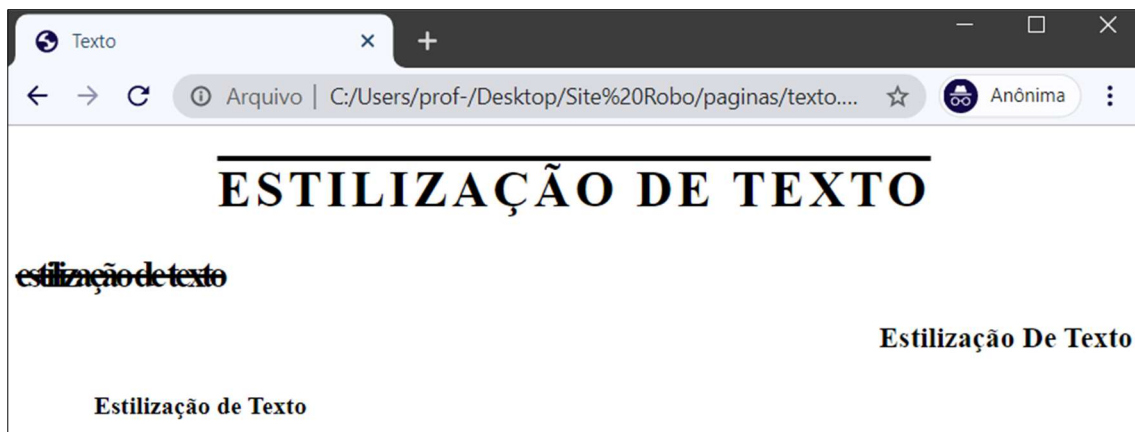 Texto
Arquivo | C:/Users/prof-/Desktop/Site%20Robo/paginas/texto.... Anônima
ESTILIZAÇÃO DE TEXTO
estilização de texto
Estilização De Texto
Estilização de Texto